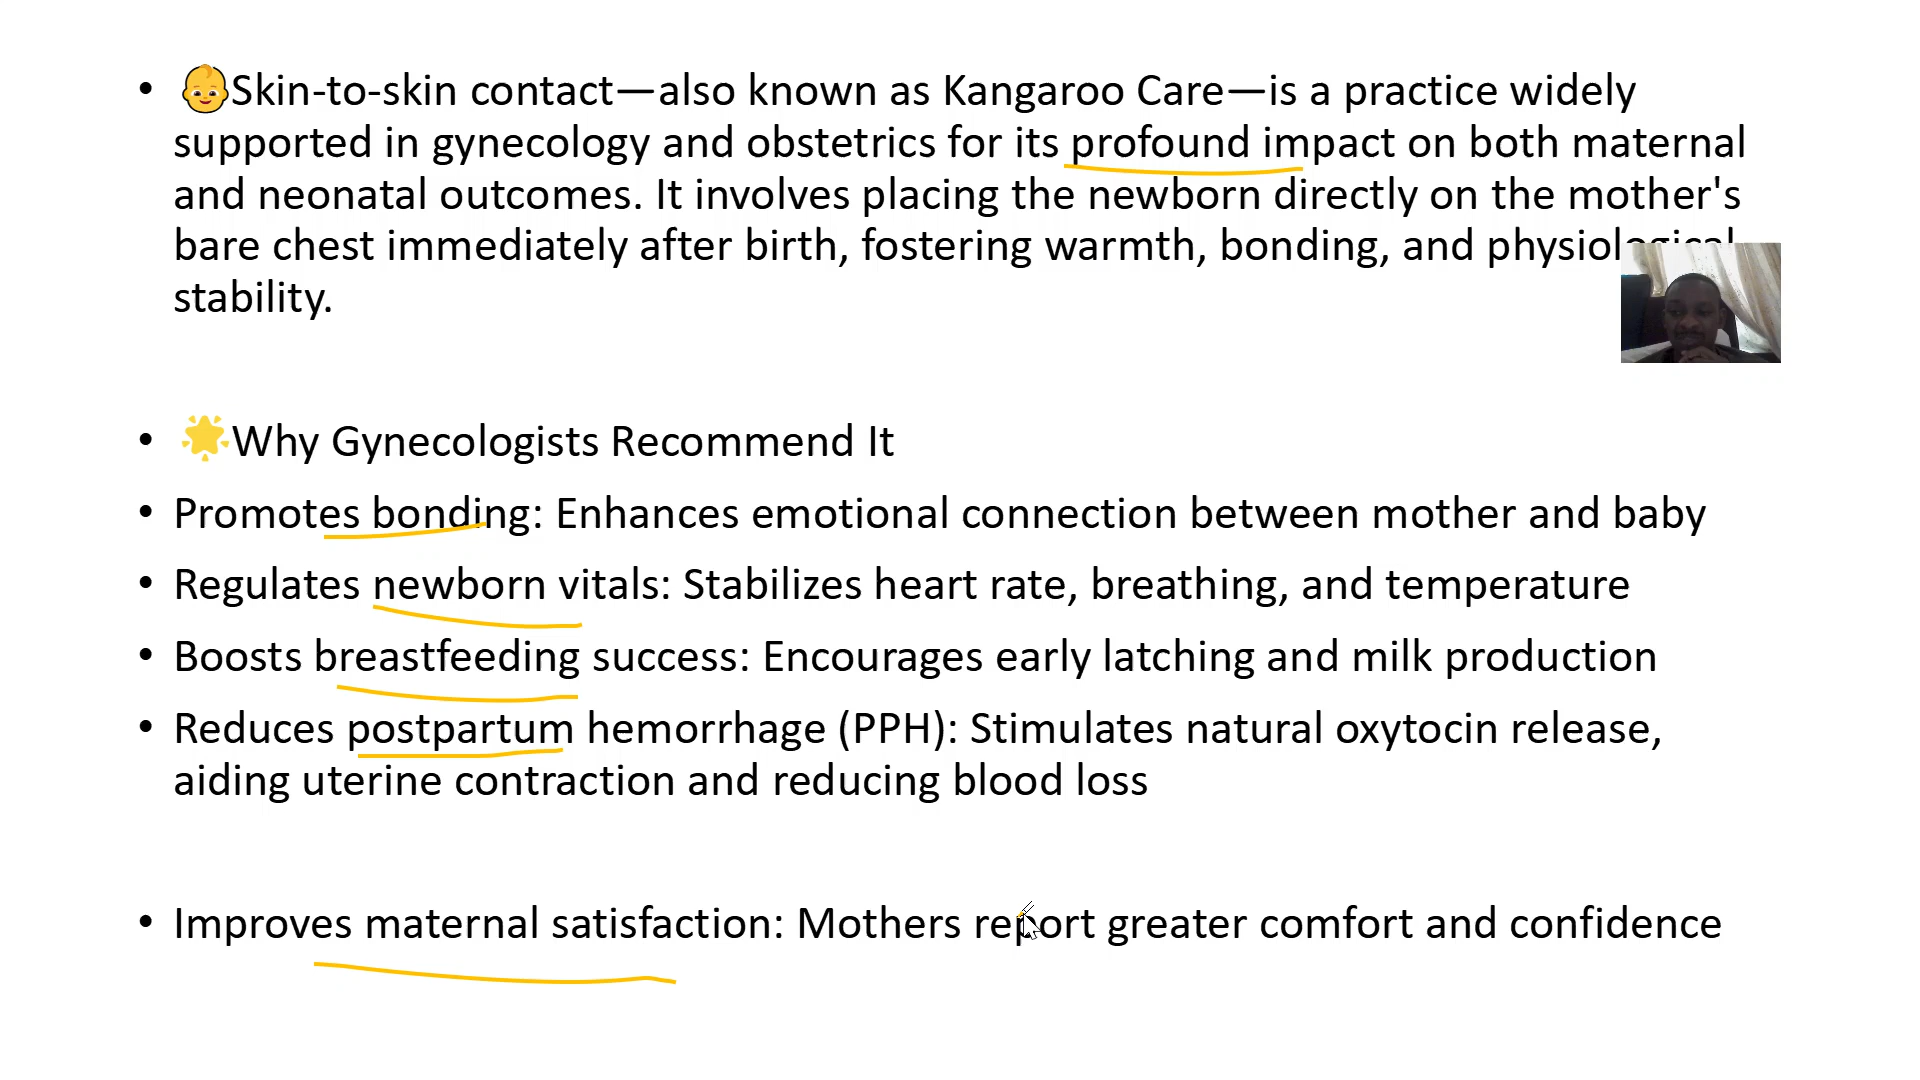 • 👶Skin-to-skin contact—also known as Kangaroo Care—is a practice widely
supported in gynecology and obstetrics for its profound impact on both maternal
and neonatal outcomes. It involves placing the newborn directly on the mother's
bare chest immediately after birth, fostering warmth, bonding, and physiological
stability.
• 🌟Why Gynecologists Recommend It
• Promotes bonding: Enhances emotional connection between mother and baby
• Regulates newborn vitals: Stabilizes heart rate, breathing, and temperature
• Boosts breastfeeding success: Encourages early latching and milk production
• Reduces postpartum hemorrhage (PPH): Stimulates natural oxytocin release,
aiding uterine contraction and reducing blood loss
• Improves maternal satisfaction: Mothers report greater comfort and confidence